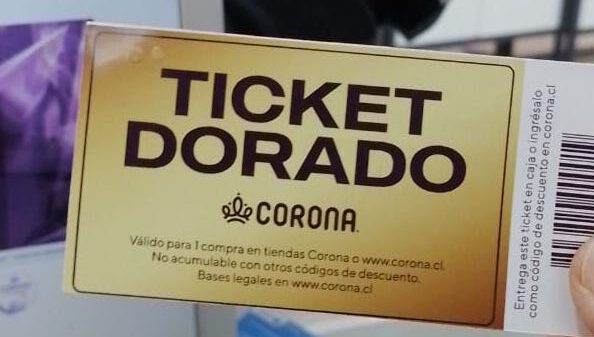 TICKET
DORADO
CORONA
Válido para 1 compra en tiendas Corona o www.corona.cl.
No acumulable con otros códigos de descuento.
Bases legales en www.corona.cl
Entrega este ticket en caja o ingrésalo
como código de descuento en corona.cl